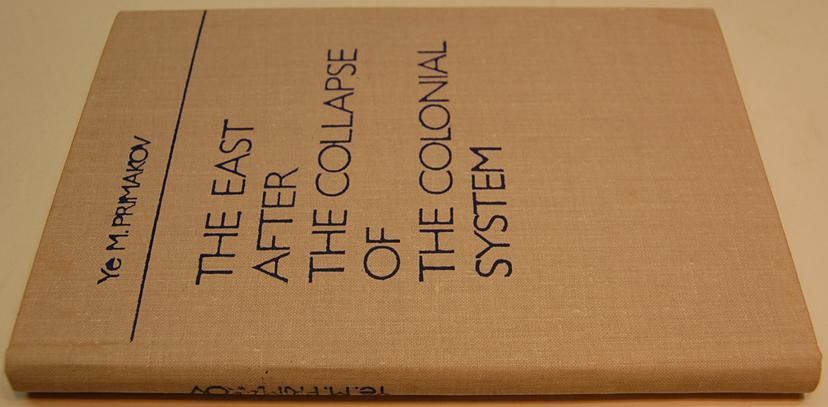 Ye M. PRIMAKOV
THE EAST
AFTER
THE COLLAPSE
OF
THE COLONIAL
SYSTEM